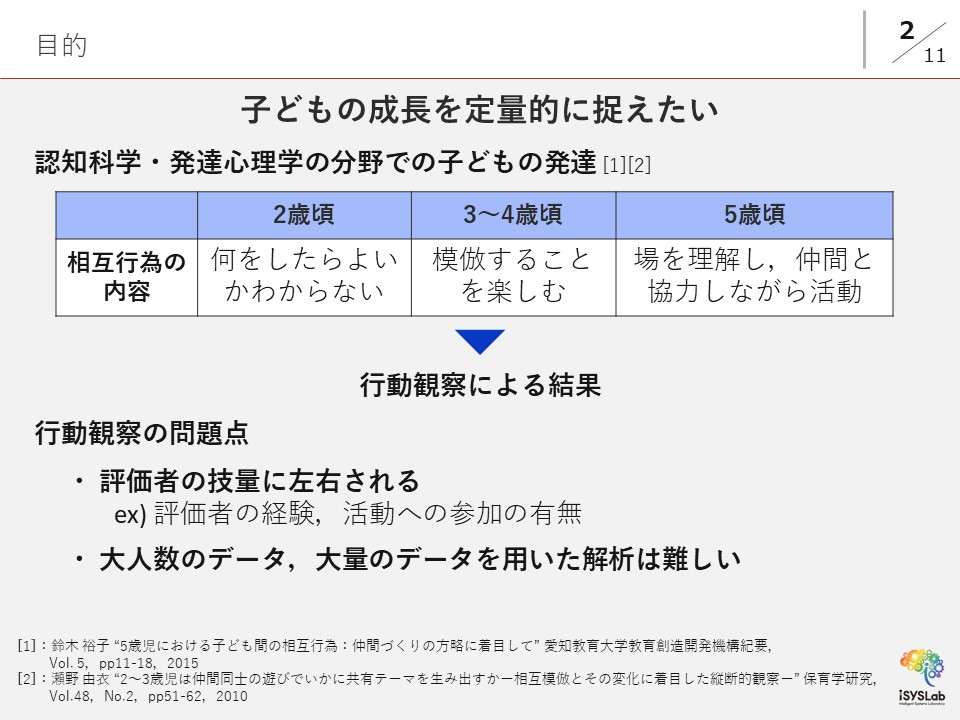 目的
2
11
子どもの成長を定量的に捉えたい
認知科学・発達心理学の分野での子どもの発達 [1][2]
2歳頃 3～4歳頃 5歳頃
相互行為の内容 何をしたらよいかわからない 模倣することを楽しむ 場を理解し，仲間と協力しながら活動
行動観察による結果
行動観察の問題点
・ 評価者の技量に左右される
ex) 評価者の経験，活動への参加の有無
・ 大人数のデータ，大量のデータを用いた解析は難しい
[1]：鈴木 裕子 “5歳児における子ども間の相互行為：仲間づくりの方略に着目して” 愛知教育大学教育創造開発機構紀要，
Vol. 5，pp11-18，2015
[2]：瀬野 由衣 “2～3歳児は仲間同士の遊びでいかに共有テーマを生み出すかー相互模倣とその変化に着目した縦断的観察ー” 保育学研究，
Vol.48，No.2，pp51-62，2010
iSYSLab
Intelligent Systems Laboratory